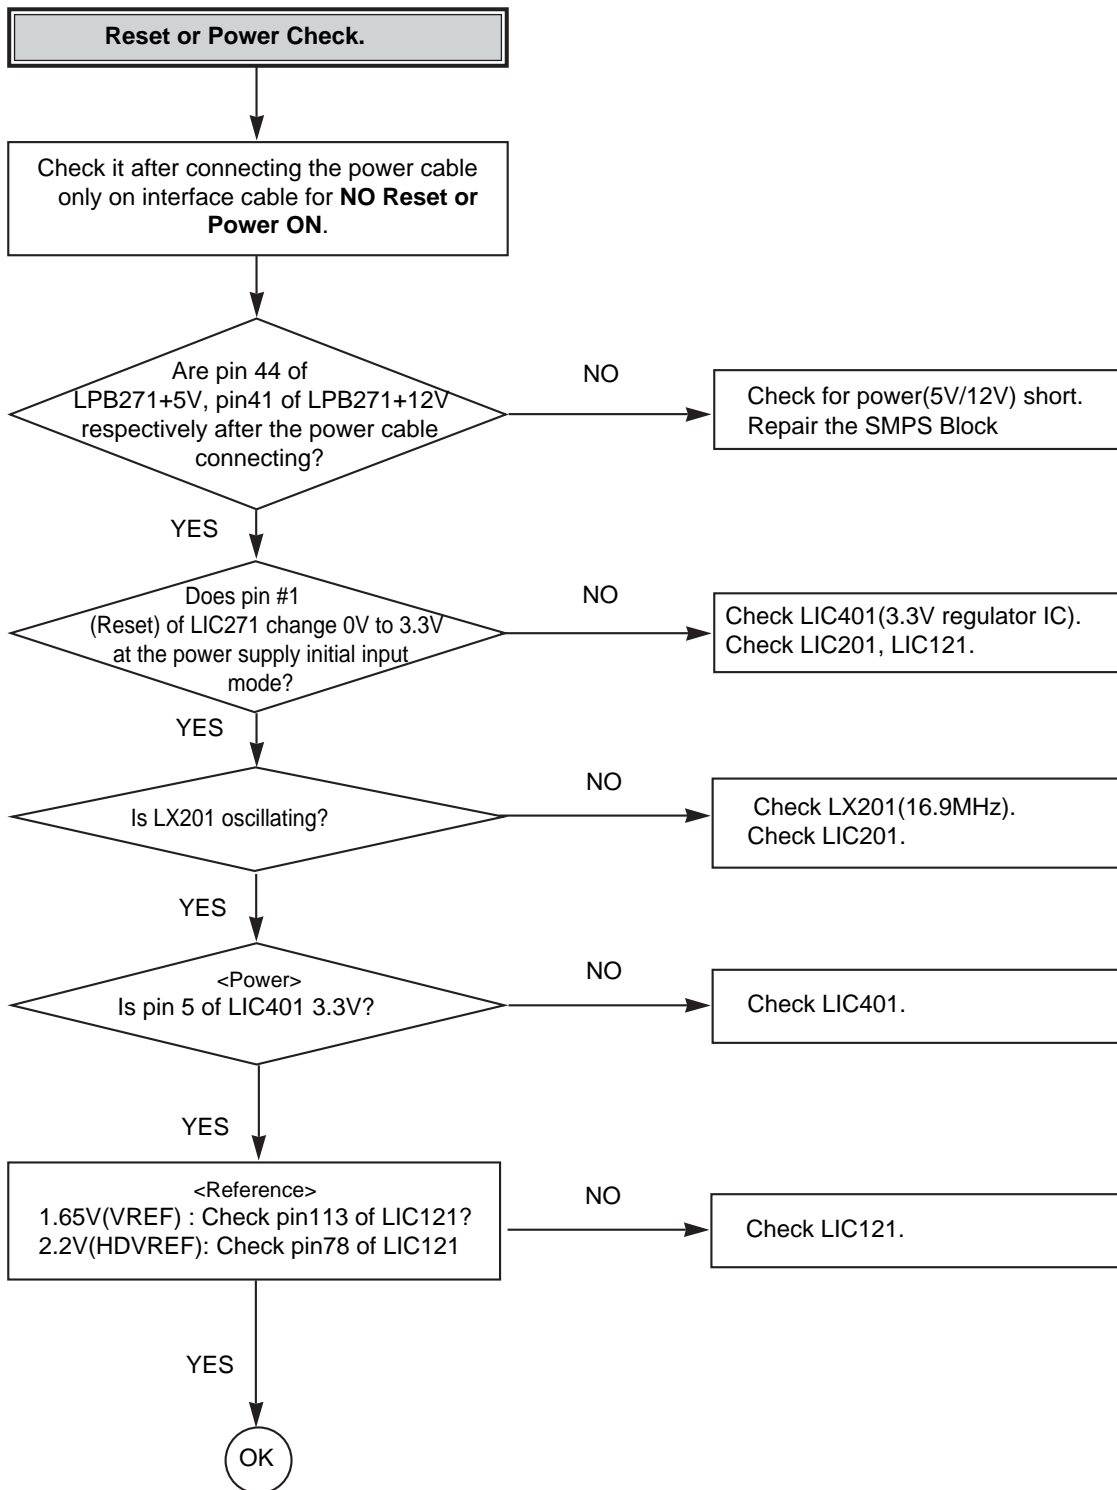 Reset or Power Check.
Check it after connecting the power cable
only on interface cable for NO Reset or
Power ON.
Are pin 44 of
LPB271+5V, pin41 of LPB271+12V
respectively after the power cable
connecting?
NO
Check for power(5V/12V) short.
Repair the SMPS Block
YES
Does pin #1
(Reset) of LIC271 change 0V to 3.3V
at the power supply initial input
mode?
NO
Check LIC401(3.3V regulator IC).
Check LIC201, LIC121.
YES
Is LX201 oscillating?
NO
Check LX201(16.9MHz).
Check LIC201.
YES
<Power>
Is pin 5 of LIC401 3.3V?
NO
Check LIC401.
YES
<Reference>
1.65V(VREF) : Check pin113 of LIC121?
2.2V(HDVREF): Check pin78 of LIC121
NO
Check LIC121.
YES
OK